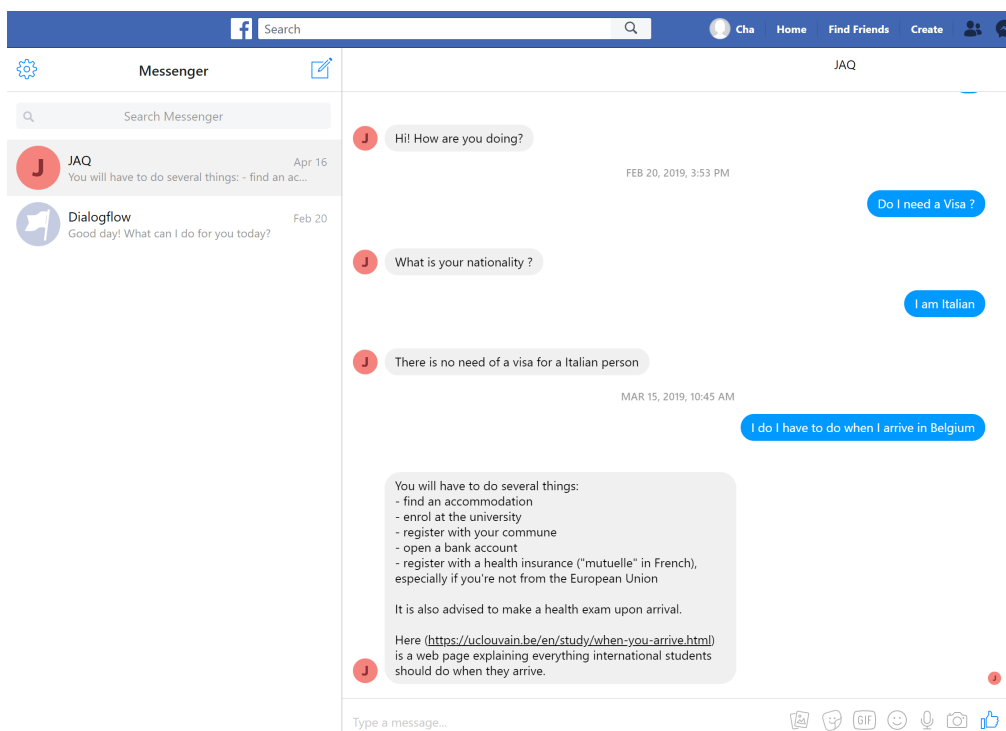 f
Search
Cha
Home
Find Friends
Create
Messenger
JAQ
Search Messenger
J
JAQ
Apr 16
You will have to do several things: - find an ac...
Dialogflow
Feb 20
Good day! What can I do for you today?
J
Hi! How are you doing?
FEB 20, 2019, 3:53 PM
Do I need a Visa ?
J
What is your nationality ?
I am Italian
J
There is no need of a visa for a Italian person
MAR 15, 2019, 10:45 AM
I do I have to do when I arrive in Belgium
You will have to do several things:
- find an accommodation
- enrol at the university
- register with your commune
- open a bank account
- register with a health insurance ("mutuelle" in French),
especially if you're not from the European Union
It is also advised to make a health exam upon arrival.
Here (https://uclouvain.be/en/study/when-you-arrive.html)
is a web page explaining everything international students
should do when they arrive.
J
J
Type a message...
GIF